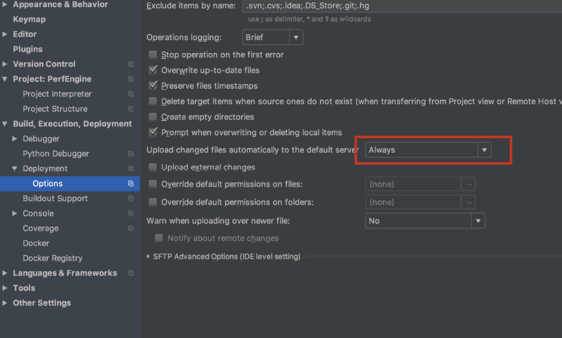 Appearance & Behavior
Keymap
Editor
Plugins
Version Control
Project: PerfEngine
Project Interpreter
Project Structure
Build, Execution, Deployment
Debugger
Python Debugger
Deployment
Options
Buildout Support
Console
Coverage
Docker
Docker Registry
Languages & Frameworks
Tools
Other Settings
Exclude items by name: .svn;.cvs;.idea;.DS_Store;.git;.hg
use ; as delimiter, * and ? as wildcards
Operations logging: Brief
Stop operation on the first error
Overwrite up-to-date files
Preserve files timestamps
Delete target items when source ones do not exist (when transferring from Project view or Remote Host v
Create empty directories
Prompt when overwriting or deleting local items
Upload changed files automatically to the default server Always
Upload external changes
Override default permissions on files: (none) ...
Override default permissions on folders: (none) ...
Warn when uploading over newer file: No
Notify about remote changes
SFTP Advanced Options (IDE level setting)